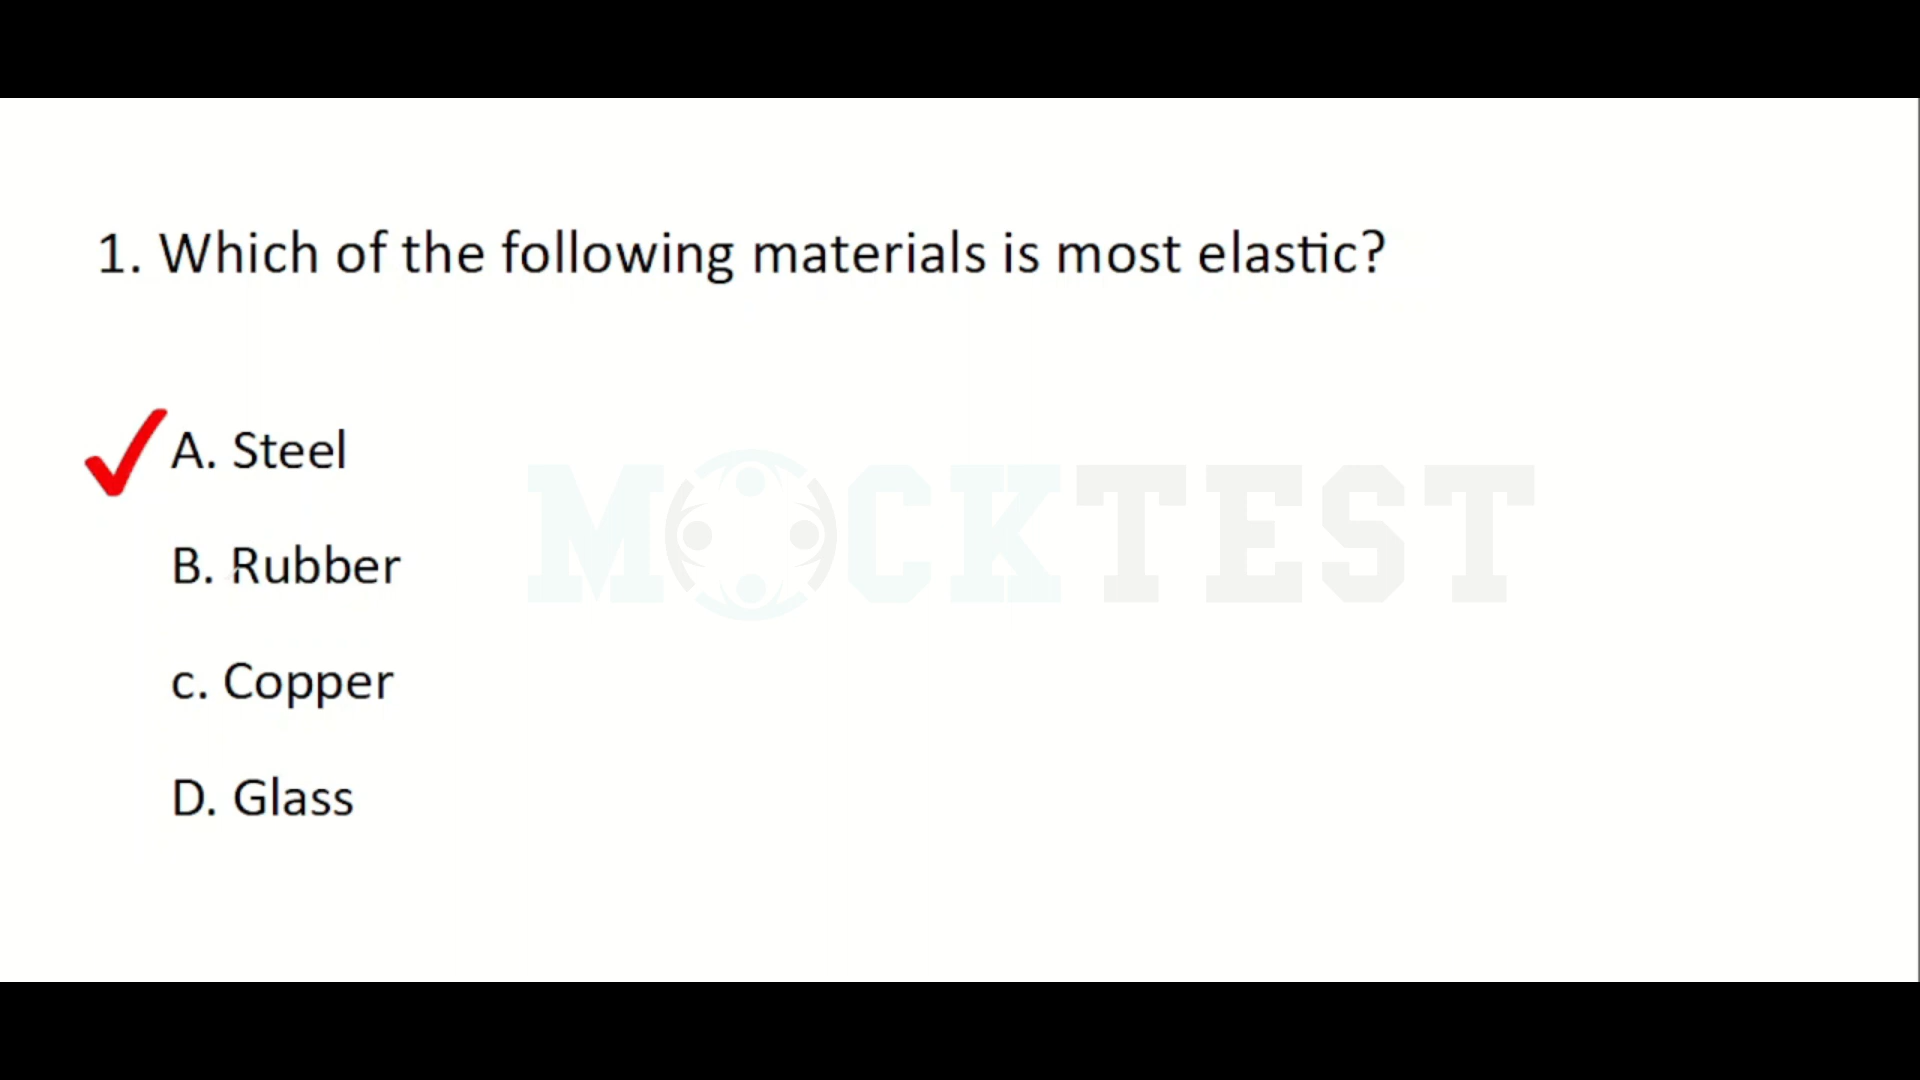 1. Which of the following materials is most elastic?
A. Steel
MOCKTEST
B. Rubber
c. Copper
D. Glass